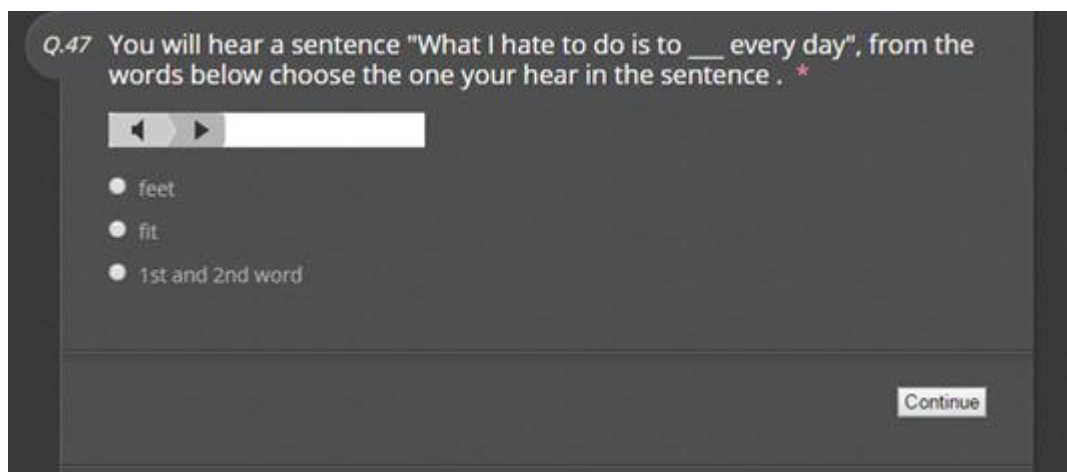 Q.47 You will hear a sentence "What I hate to do is to ___ every day", from the
words below choose the one your hear in the sentence . *
feet
fit
1st and 2nd word
Continue